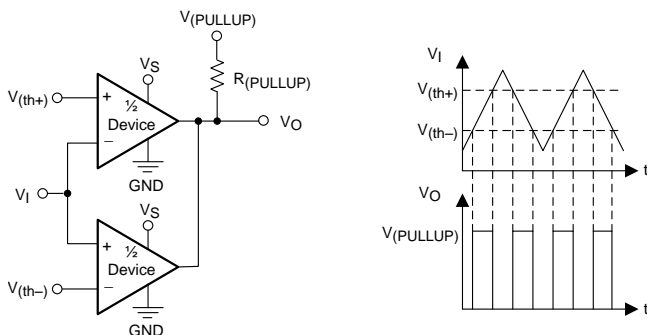 V(PULLUP)
VS
R(PULLUP)
V(th+)
+
½
Device
VO
−
GND
VI
VS
+
½
Device
V(th−)
−
GND
VI
V(th+)
V(th−)
t
VO
V(PULLUP)
t